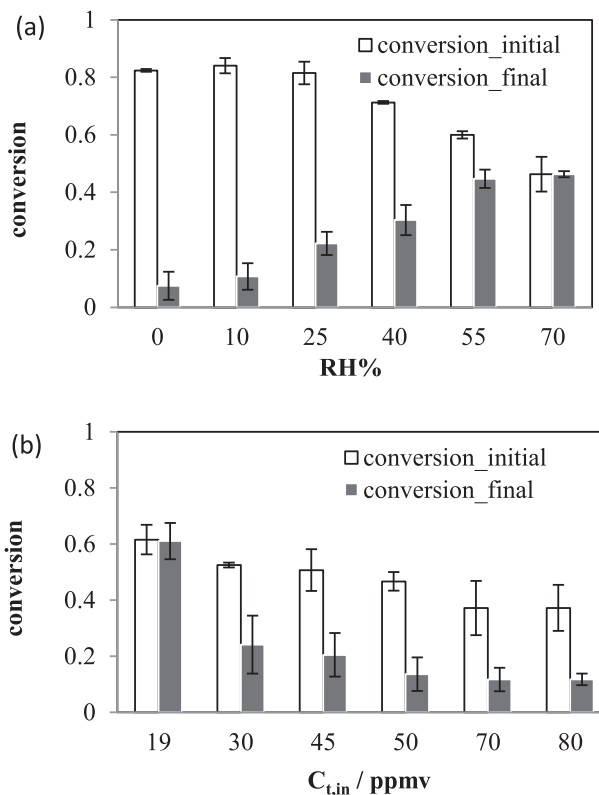 (a)
1
0.8
0.6
0.4
0.2
0
conversion
conversion_initial
conversion_final
0 10 25 40 55 70
RH%
(b)
1
0.8
0.6
0.4
0.2
0
conversion
conversion_initial
conversion_final
19 30 45 50 70 80
C_{t,in} / ppmv